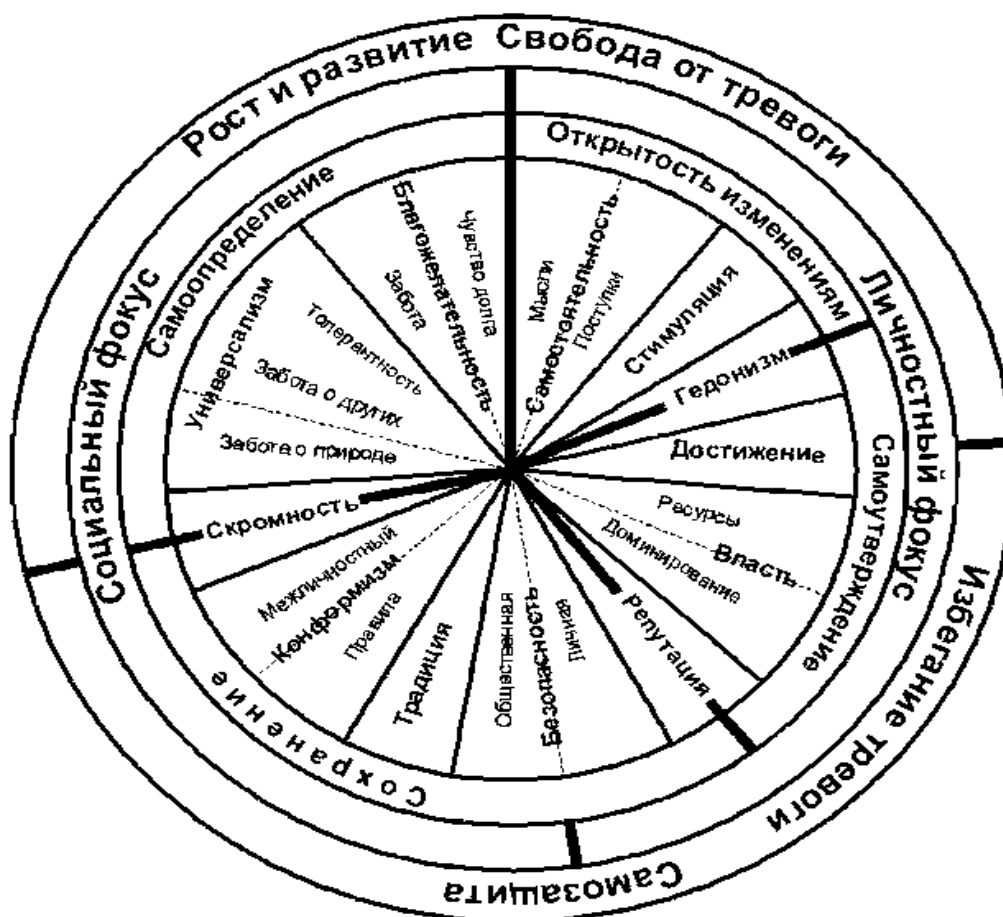 Рост и развитие
Свобода от тревоги
Избегание тревоги
Самозащита
Социальный фокус
Личностный фокус
Самоопределение
Открытость изменениям
Самоутверждение
Сохранение
Благожелательность
Чувство долга
Забота
Мысли
Самостоятельность
Поступки
Стимуляция
Гедонизм
Достижение
Ресурсы
Власть
Доминирование
Репутация
Личная
Безопасность
Общественная
Традиция
Правила
Конформизм
Межличностный
Скромность
Забота о природе
Забота о других
Толерантность
Универсализм